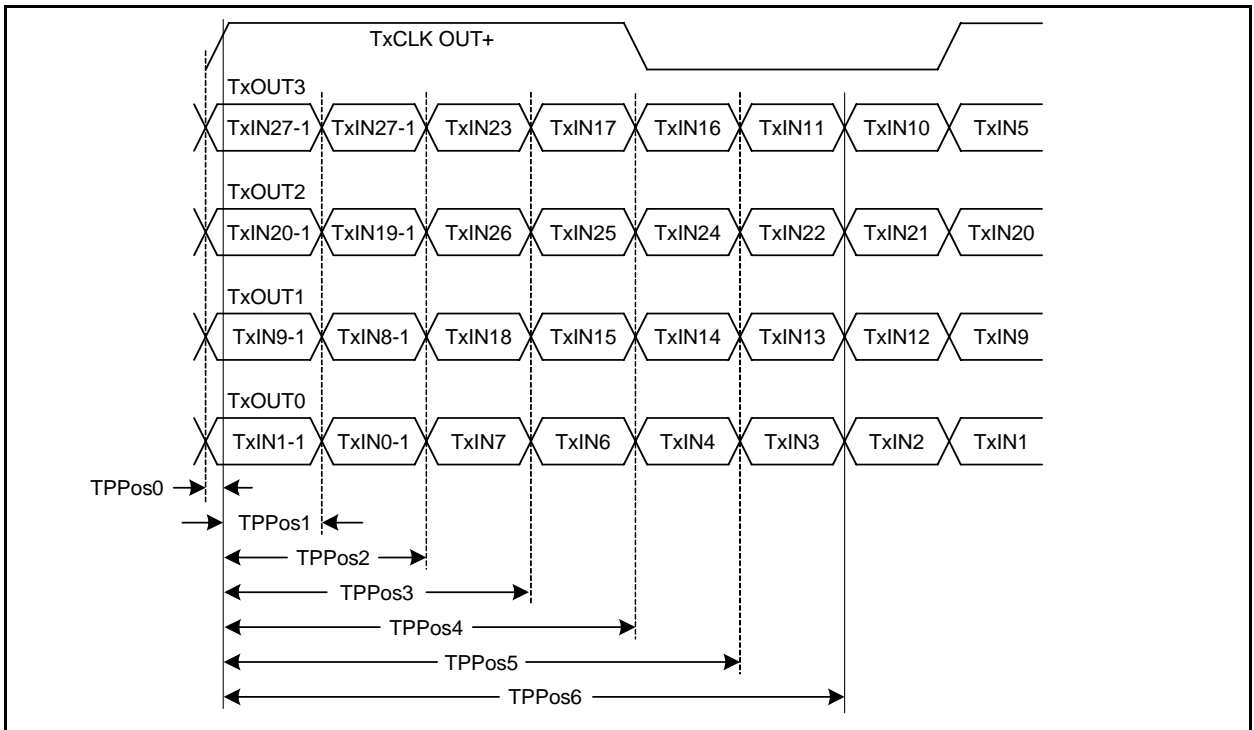 TxCLK OUT+
TxOUT3
TxIN27-1 TxIN27-1 TxIN23 TxIN17 TxIN16 TxIN11 TxIN10 TxIN5
TxOUT2
TxIN20-1 TxIN19-1 TxIN26 TxIN25 TxIN24 TxIN22 TxIN21 TxIN20
TxOUT1
TxIN9-1 TxIN8-1 TxIN18 TxIN15 TxIN14 TxIN13 TxIN12 TxIN9
TxOUT0
TxIN1-1 TxIN0-1 TxIN7 TxIN6 TxIN4 TxIN3 TxIN2 TxIN1
TPPos0
TPPos1
TPPos2
TPPos3
TPPos4
TPPos5
TPPos6